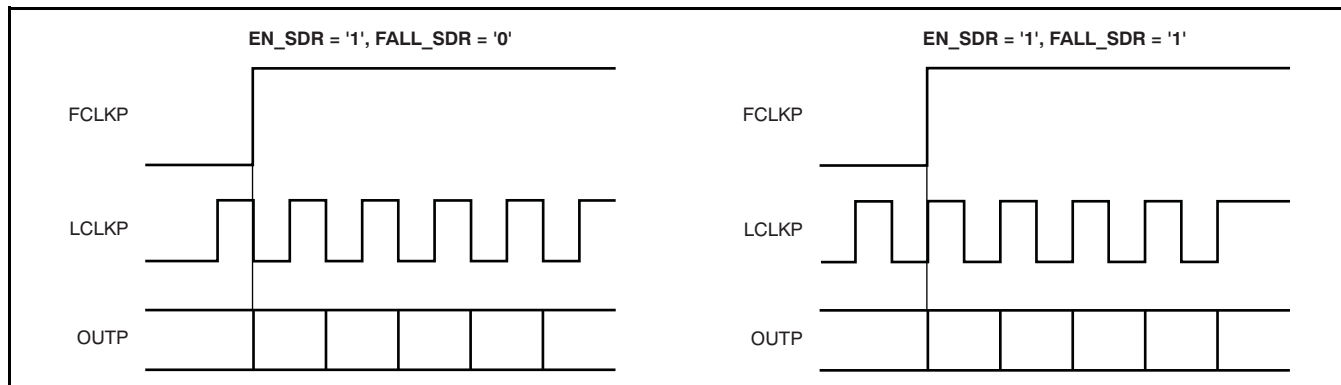 EN_SDR = '1', FALL_SDR = '0'
FCLKP
LCLKP
OUTP
EN_SDR = '1', FALL_SDR = '1'
FCLKP
LCLKP
OUTP